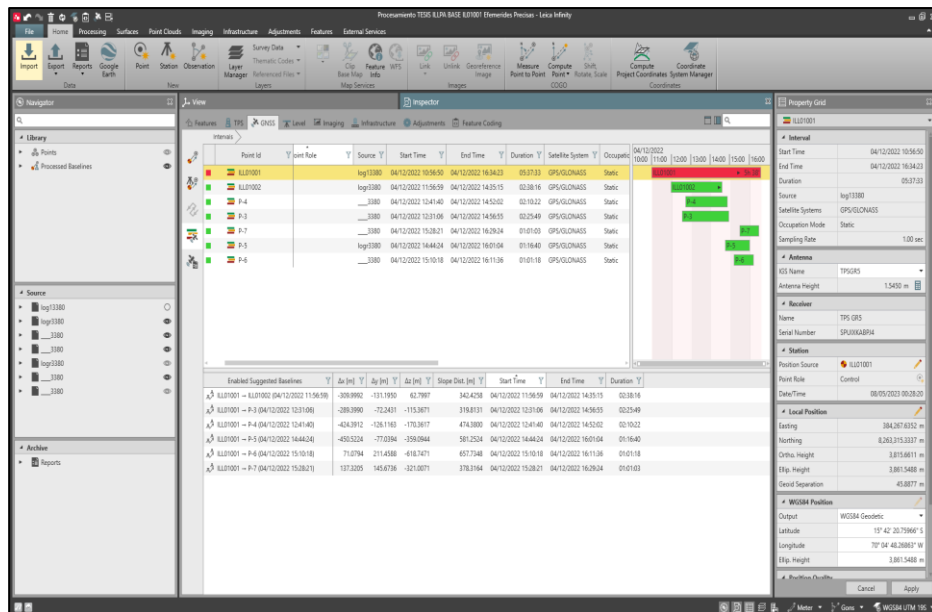 Procesamiento TESIS ILLPA BASE IL01001 Efemerides Precisas - Leica Infinity
File Home Processing Surfaces Point Clouds Imaging Infrastructure Adjustments Features External Services
Import Export Reports Google Earth Point Station Observation Layer Manager Survey Data Thematic Codes Referenced Files Clip Base Map Feature Info WFS Link Unlink Georeference Image Measure Point to Point Compute Point Shift Rotate, Scale Compute Project Coordinates Coordinate System Manager
Data New Layers Map Services Images COGO Coordinates
Navigator View Inspector Property Grid
Library
Points
Processed Baselines
Source
log13380
logr3380
___3380
___3380
logr3380
___3380
___3380
Archive
Reports
Features TPS GNSS Level Imaging Infrastructure Adjustments Feature Coding
Intervals
Point Id oint Role Source Start Time End Time Duration Satellite System Occupatic
ILL01001 log13380 04/12/2022 10:56:50 04/12/2022 16:34:23 05:37:33 GPS/GLONASS Static
ILL01002 logr3380 04/12/2022 11:56:59 04/12/2022 14:35:15 02:38:16 GPS/GLONASS Static
P-4 ___3380 04/12/2022 12:41:40 04/12/2022 14:52:02 02:10:22 GPS/GLONASS Static
P-3 ___3380 04/12/2022 12:31:06 04/12/2022 14:56:55 02:25:49 GPS/GLONASS Static
P-7 ___3380 04/12/2022 15:28:21 04/12/2022 16:29:24 01:01:03 GPS/GLONASS Static
P-5 logr3380 04/12/2022 14:44:24 04/12/2022 16:01:04 01:16:40 GPS/GLONASS Static
P-6 ___3380 04/12/2022 15:10:18 04/12/2022 16:11:36 01:01:18 GPS/GLONASS Static
04/12/2022
10:00 11:00 12:00 13:00 14:00 15:00 16:00
ILL01001
ILL01002
P-4
P-3
P-7
P-5
P-6
Enabled Suggested Baselines Δx [m] Δy [m] Δz [m] Slope Dist. [m] Start Time End Time Duration
ILL01001 → ILL01002 (04/12/2022 11:56:59) -309.9992 -131.1950 62.7997 342.4258 04/12/2022 11:56:59 04/12/2022 14:35:15 02:38:16
ILL01001 → P-3 (04/12/2022 12:31:06) -289.3990 -72.2431 -115.3671 319.8131 04/12/2022 12:31:06 04/12/2022 14:56:55 02:25:49
ILL01001 → P-4 (04/12/2022 12:41:40) -424.3912 -126.1163 -170.3617 474.3800 04/12/2022 12:41:40 04/12/2022 14:52:02 02:10:22
ILL01001 → P-5 (04/12/2022 14:44:24) -450.5224 -77.0394 -359.0944 581.2524 04/12/2022 14:44:24 04/12/2022 16:01:04 01:16:40
ILL01001 → P-6 (04/12/2022 15:10:18) 71.0794 211.4588 -618.7471 657.7348 04/12/2022 15:10:18 04/12/2022 16:11:36 01:01:18
ILL01001 → P-7 (04/12/2022 15:28:21) 137.3205 145.6736 -321.0071 378.3164 04/12/2022 15:28:21 04/12/2022 16:29:24 01:01:03
ILL01001
Interval
Start Time 04/12/2022 10:56:50
End Time 04/12/2022 16:34:23
Duration 05:37:33
Source log13380
Satellite Systems GPS/GLONASS
Occupation Mode Static
Sampling Rate 1.00 sec
Antenna
IGS Name TPSGR5
Antenna Height 1.5450 m
Receiver
Name TPS GR5
Serial Number
Station
Position Source ILL01001
Point Role Control
Date/Time 08/05/2023 00:28:20
Local Position
Easting 384,267.6352 m
Northing 8,263,315.3337 m
Ortho. Height 3,815.6611 m
Ellip. Height 3,861.5488 m
Geoid Separation 45.8877 m
WGS84 Position
Output WGS84 Geodetic
Latitude 15° 42' 20.75966" S
Longitude 70° 04' 48.26863" W
Ellip. Height 3,861.5488 m
Position Quality
Cancel Apply
Meter Gons WGS84 UTM 19S